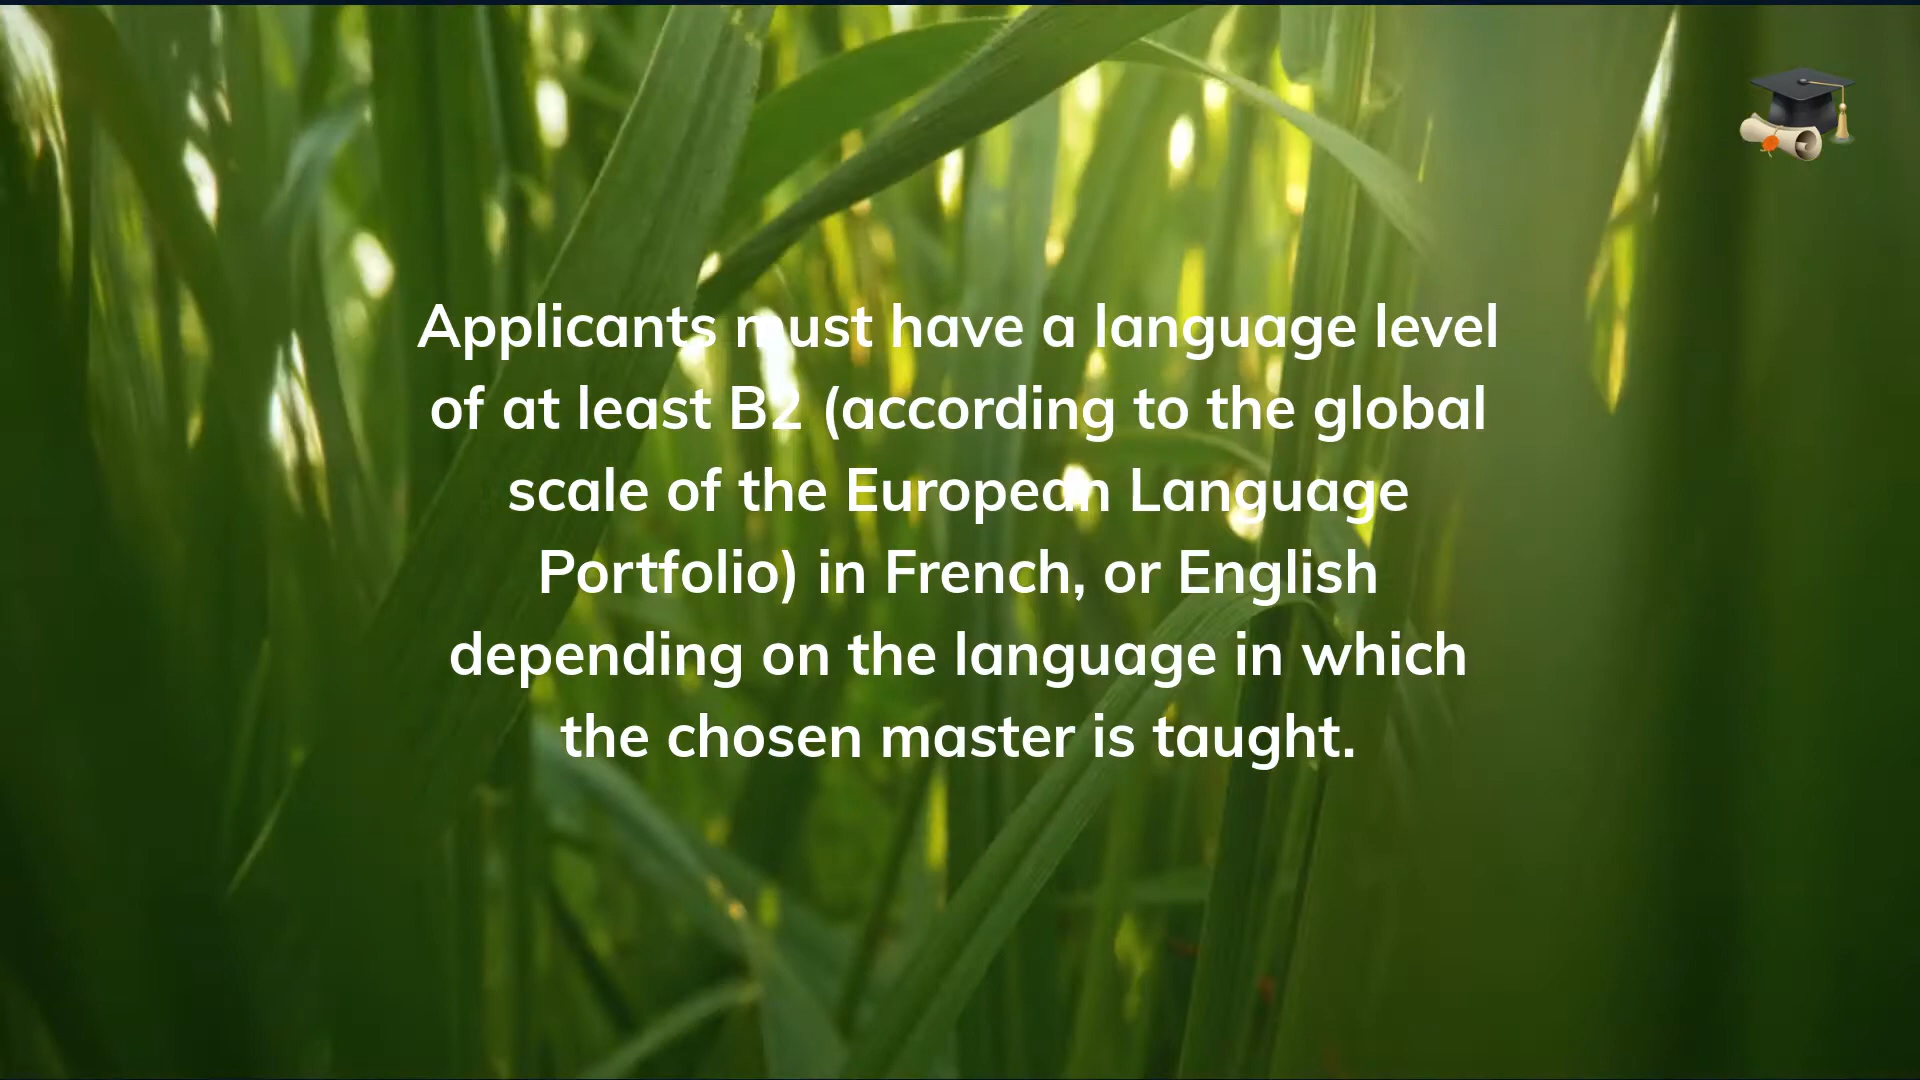 Applicants must have a language level
of at least B2 (according to the global
scale of the European Language
Portfolio) in French, or English
depending on the language in which
the chosen master is taught.